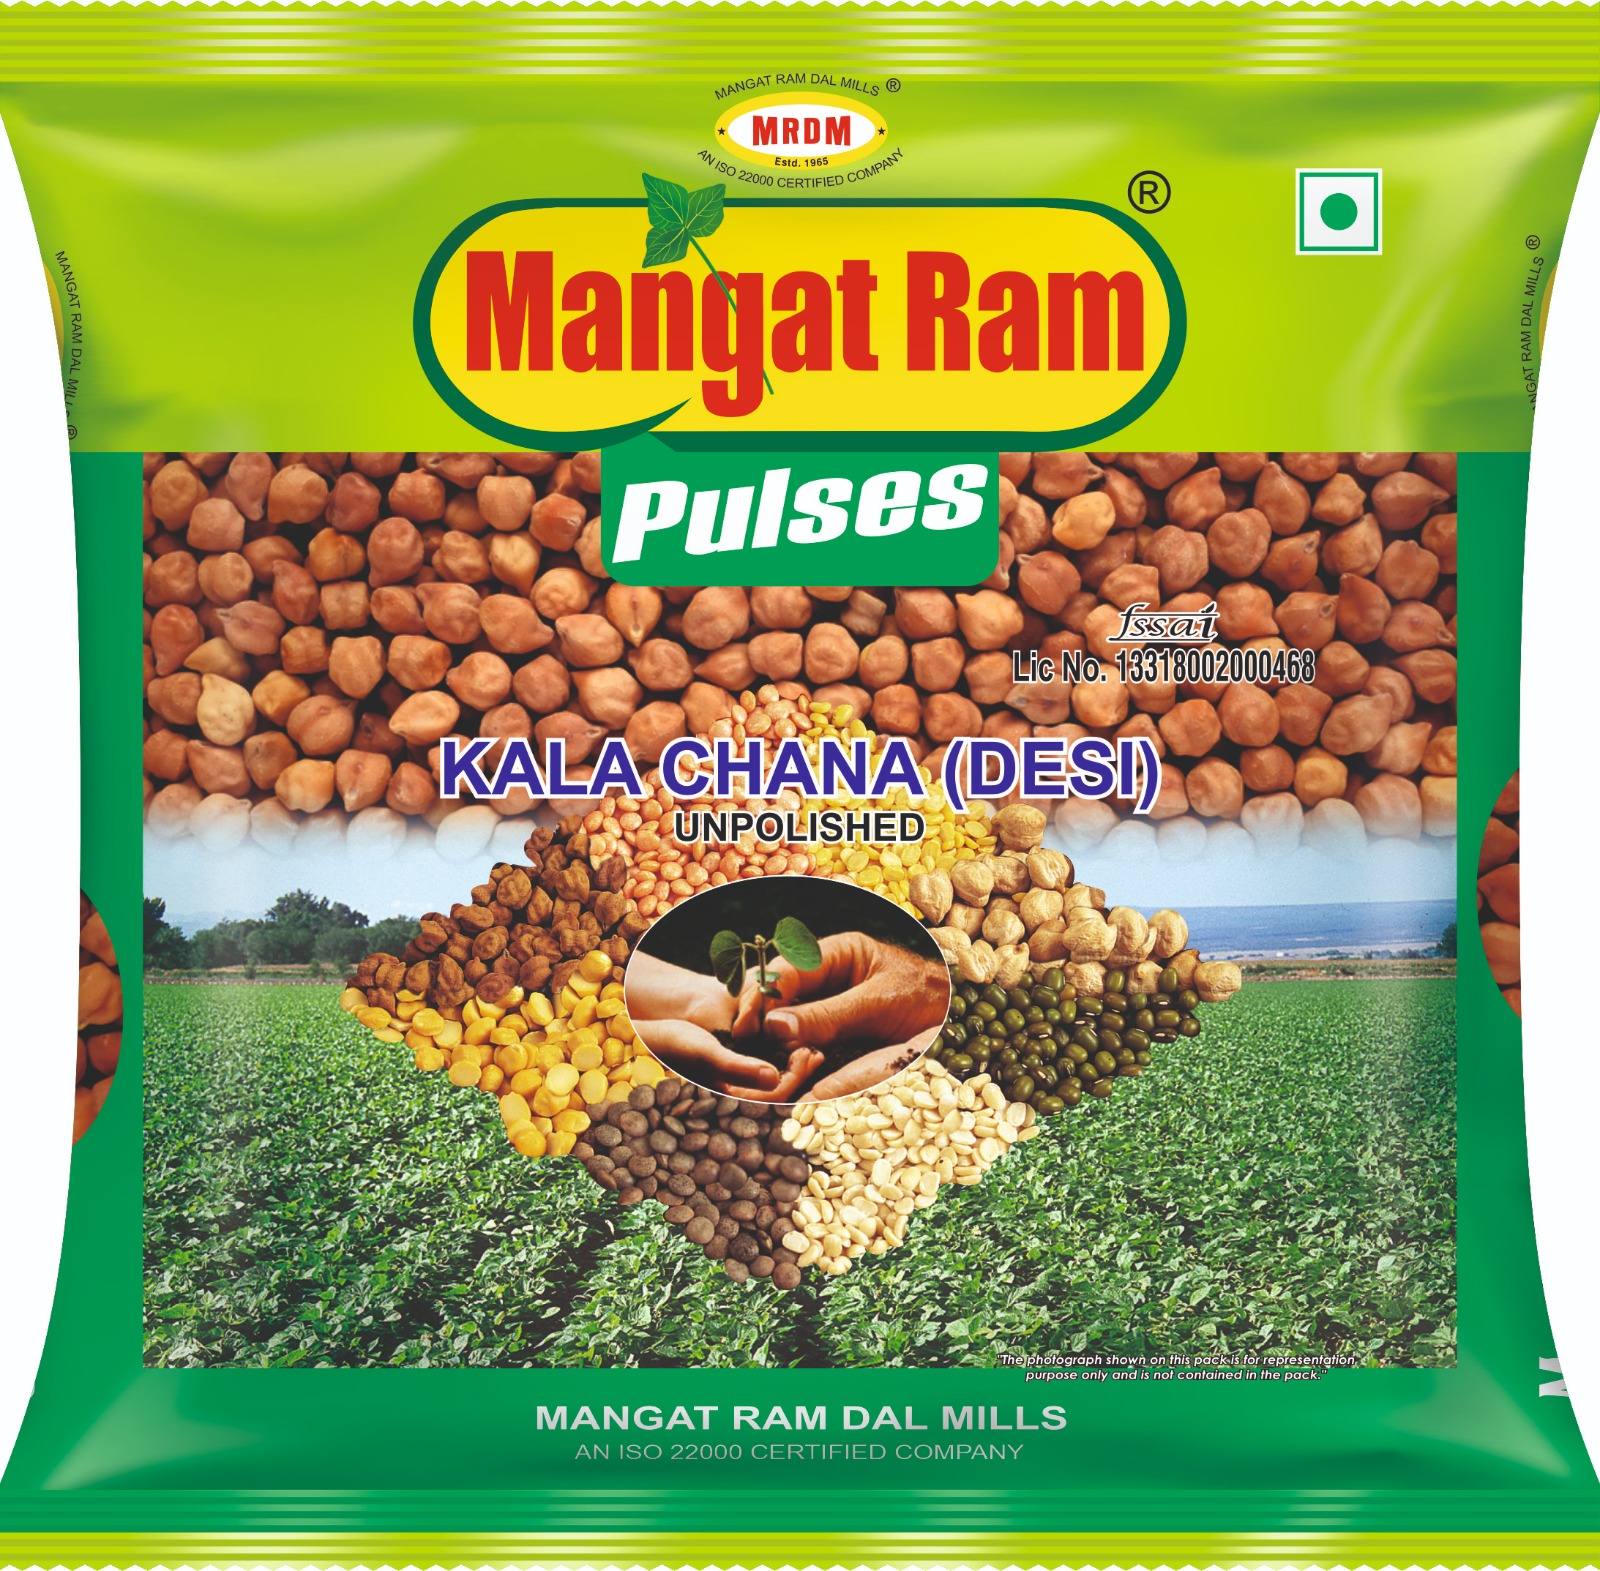 MANGAT RAM DAL MILLS ®
MRDM
Estd. 1965
AN ISO 22000 CERTIFIED COMPANY
®
Mangat Ram
Pulses
MANGAT RAM DAL MILLS ®
MANGAT RAM DAL MILLS ®
fssai
Lic No. 13318002000468
KALA CHANA (DESI)
UNPOLISHED
"The photograph shown on this pack is for representation
purpose only and is not contained in the pack."
MANGAT RAM DAL MILLS
AN ISO 22000 CERTIFIED COMPANY